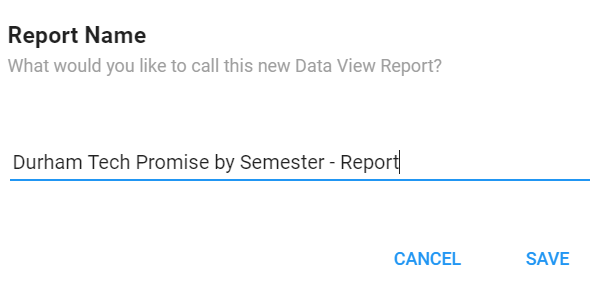 Report Name
What would you like to call this new Data View Report?
Durham Tech Promise by Semester - Report
CANCEL SAVE